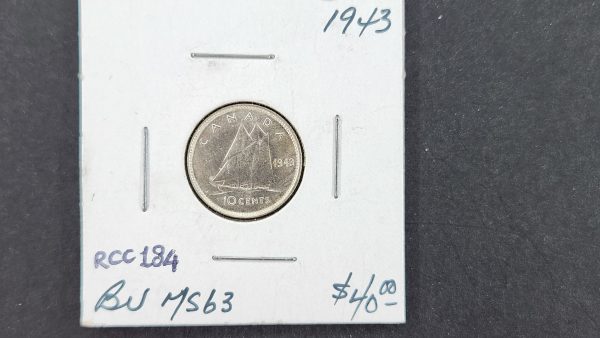 1943
CANADA
1943
10 CENTS
RCC184
BU MS63 $40.00